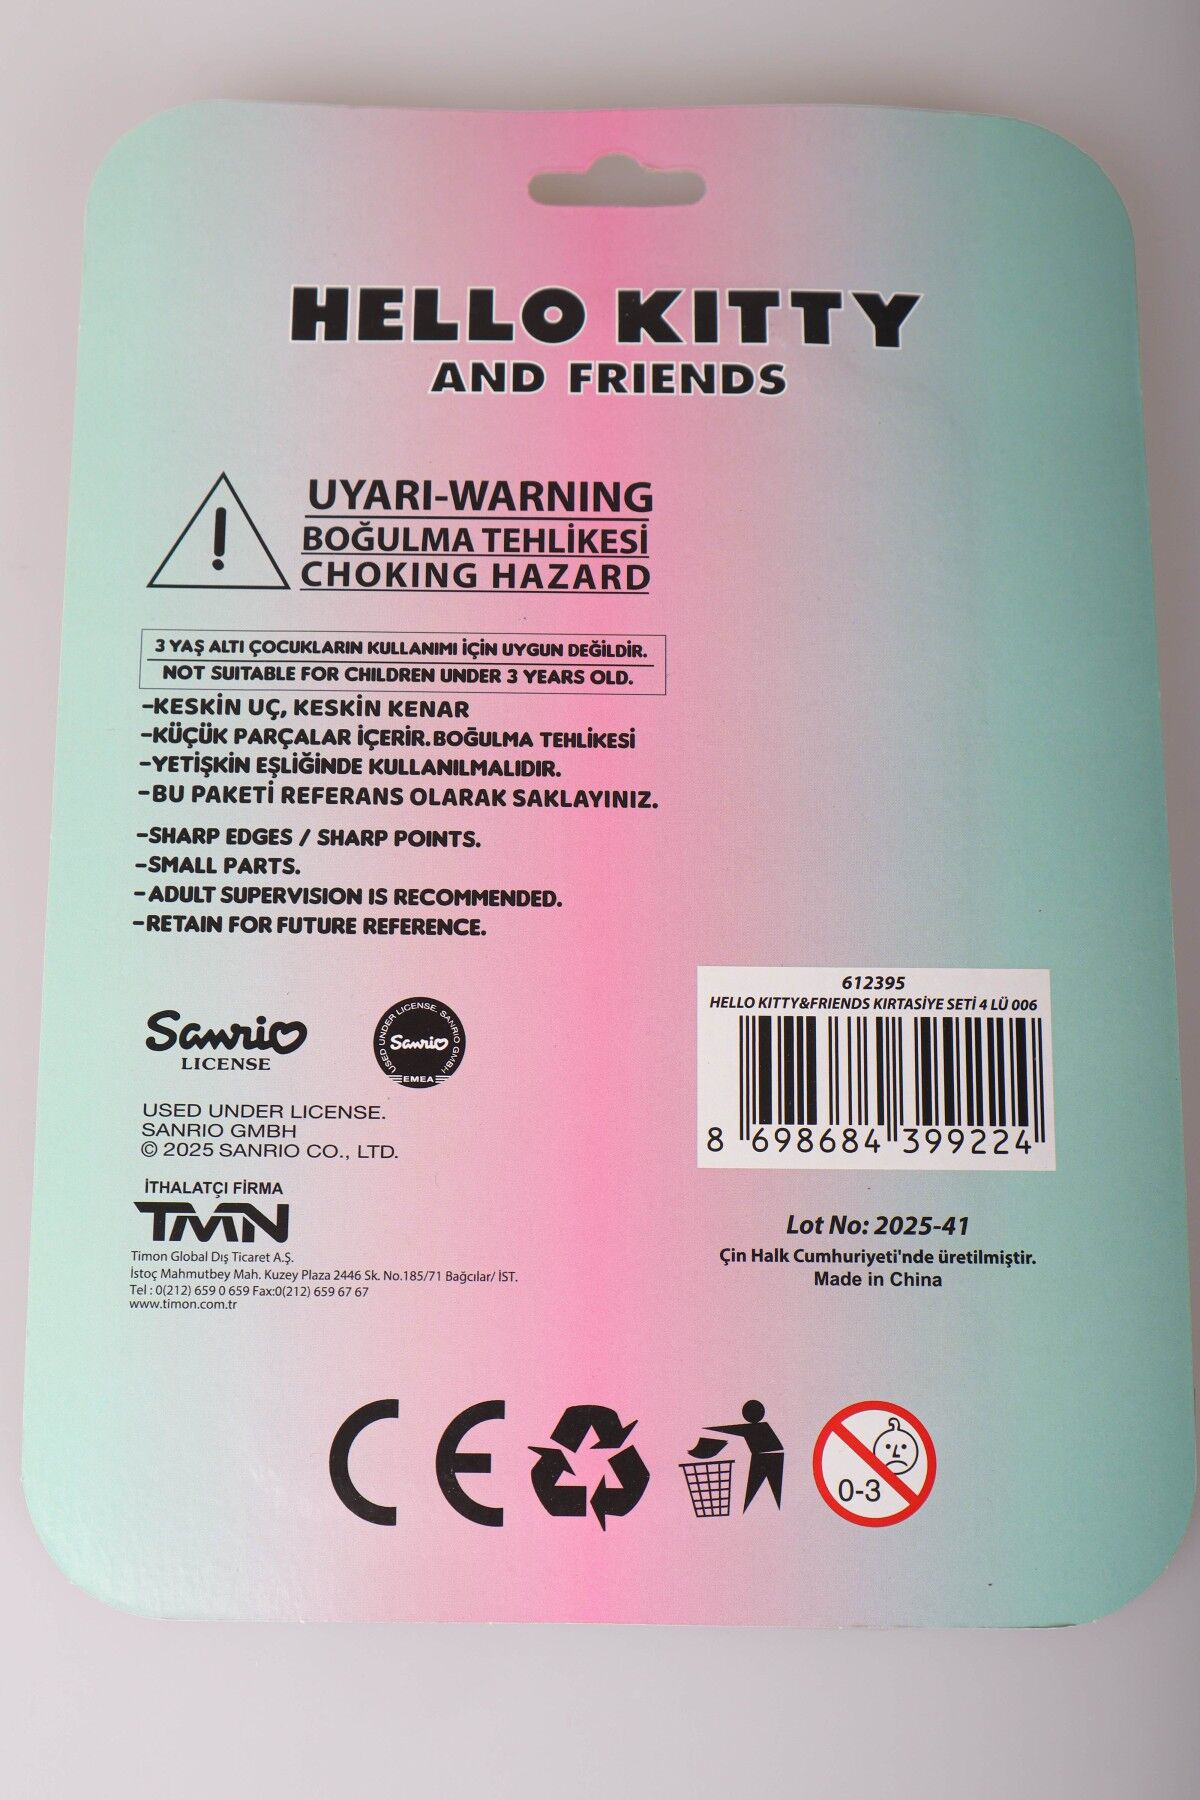 HELLO KITTY
AND FRIENDS
UYARI-WARNING
BOĞULMA TEHLİKESİ
CHOKING HAZARD
3 YAŞ ALTI ÇOCUKLARIN KULLANIMI İÇİN UYGUN DEĞİLDİR.
NOT SUITABLE FOR CHILDREN UNDER 3 YEARS OLD.
-KESKİN UÇ, KESKİN KENAR
-KÜÇÜK PARÇALAR İÇERİR.BOĞULMA TEHLİKESİ
-YETİŞKİN EŞLİĞİNDE KULLANILMALIDIR.
-BU PAKETİ REFERANS OLARAK SAKLAYINIZ.
-SHARP EDGES / SHARP POINTS.
-SMALL PARTS.
-ADULT SUPERVISION IS RECOMMENDED.
-RETAIN FOR FUTURE REFERENCE.
Sanrio
LICENSE
USED UNDER LICENSE. SANRIO GMBH
Sanrio
EMEA
USED UNDER LICENSE.
SANRIO GMBH
© 2025 SANRIO CO., LTD.
İTHALATÇI FİRMA
TMN
Timon Global Dış Ticaret A.Ş.
İstoç Mahmutbey Mah. Kuzey Plaza 2446 Sk. No.185/71 Bağcılar/ İST.
Tel : 0(212) 659 0 659 Fax:0(212) 659 67 67
www.timon.com.tr
612395
HELLO KITTY&FRIENDS KIRTASİYE SETİ 4 LÜ 006
8 698684 399224
Lot No: 2025-41
Çin Halk Cumhuriyeti'nde üretilmiştir.
Made in China
CE
0-3